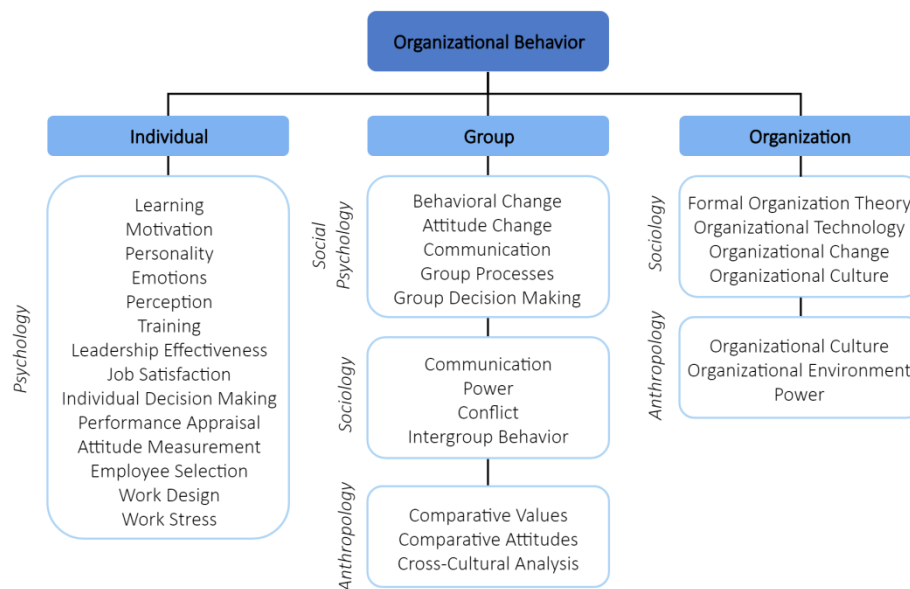 Organizational Behavior
Individual
Psychology
Learning
Motivation
Personality
Emotions
Perception
Training
Leadership Effectiveness
Job Satisfaction
Individual Decision Making
Performance Appraisal
Attitude Measurement
Employee Selection
Work Design
Work Stress
Group
Social
Psychology
Behavioral Change
Attitude Change
Communication
Group Processes
Group Decision Making
Sociology
Communication
Power
Conflict
Intergroup Behavior
Anthropology
Comparative Values
Comparative Attitudes
Cross-Cultural Analysis
Organization
Sociology
Formal Organization Theory
Organizational Technology
Organizational Change
Organizational Culture
Anthropology
Organizational Culture
Organizational Environment
Power